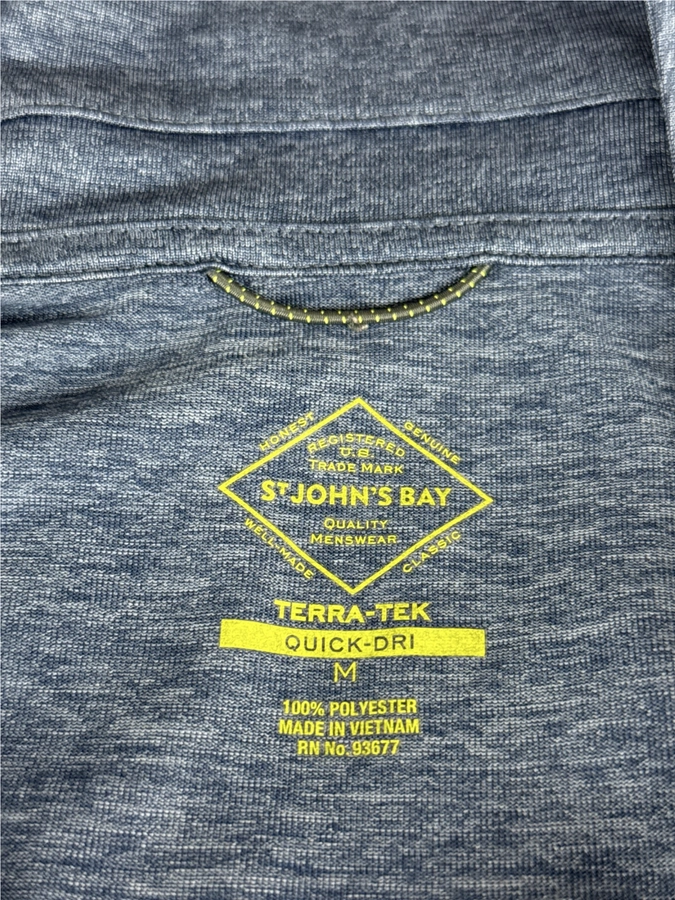 HONEST
GENUINE
REGISTERED
U.S.
TRADE MARK
ST JOHN'S BAY
QUALITY
MENSWEAR
WELL-MADE
CLASSIC
TERRA-TEK
QUICK-DRI
M
100% POLYESTER
MADE IN VIETNAM
RN No. 93677